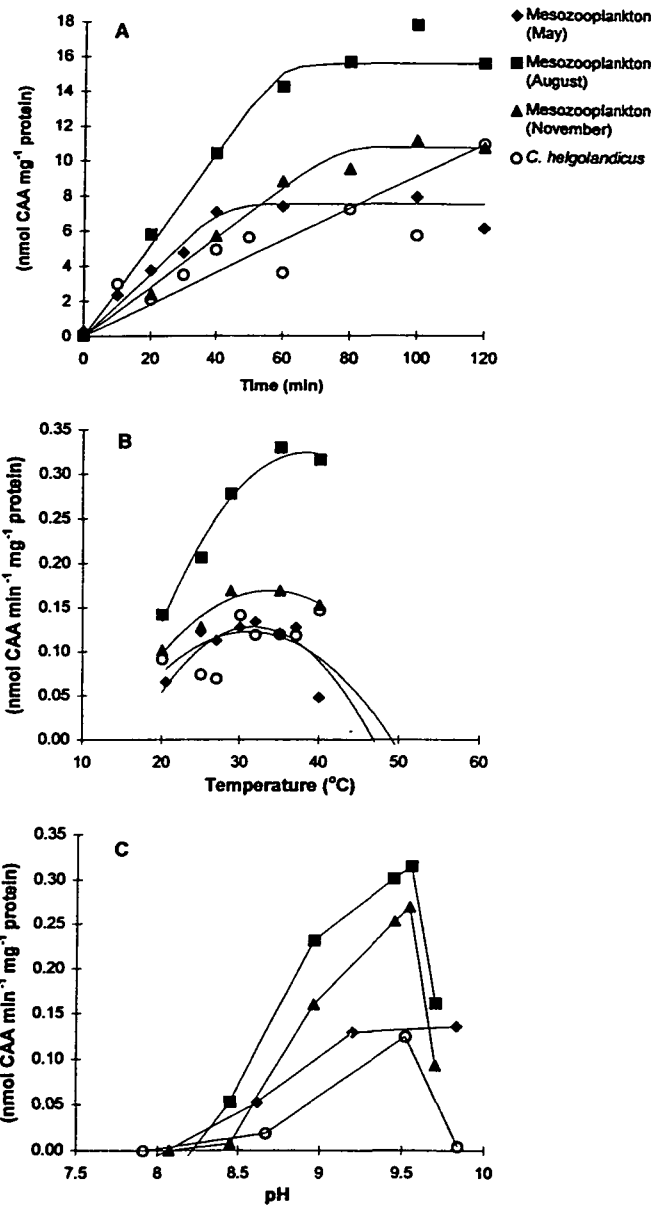 A
18
16
14
12
10
8
6
4
2
0
(nmol CAA mg⁻¹ protein)
0 20 40 60 80 100 120
Time (min)
Mesozooplankton
(May)
Mesozooplankton
(August)
Mesozooplankton
(November)
C. helgolandicus
B
0.35
0.30
0.25
0.20
0.15
0.10
0.05
0.00
(nmol CAA min⁻¹ mg⁻¹ protein)
10 20 30 40 50 60
Temperature (°C)
C
0.35
0.30
0.25
0.20
0.15
0.10
0.05
0.00
(nmol CAA min⁻¹ mg⁻¹ protein)
7.5 8 8.5 9 9.5 10
pH